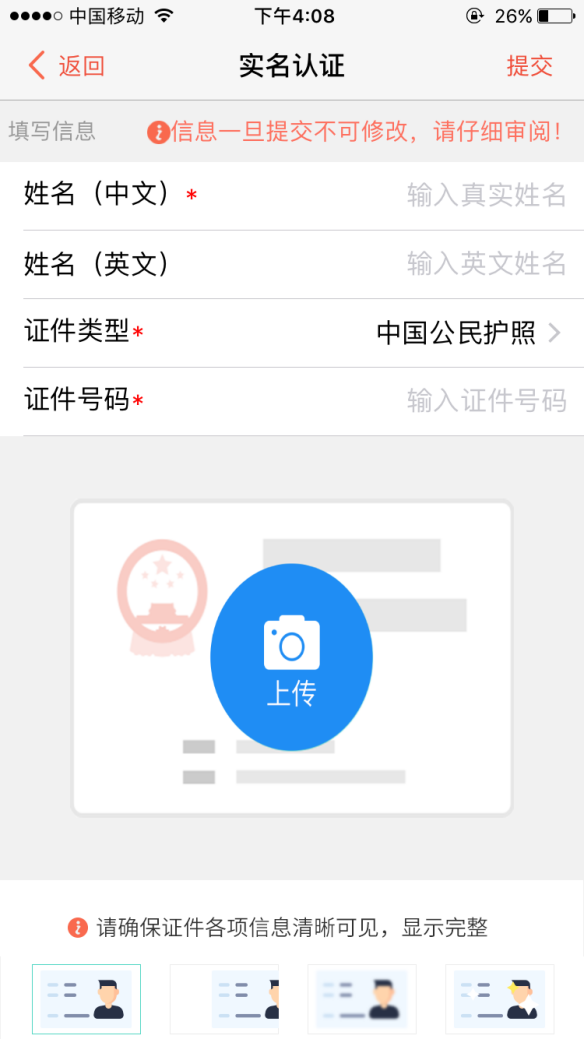 中国移动 下午4:08 26%
返回 实名认证 提交
填写信息 信息一旦提交不可修改，请仔细审阅！
姓名（中文）* 输入真实姓名
姓名（英文） 输入英文姓名
证件类型* 中国公民护照
证件号码* 输入证件号码
上传
请确保证件各项信息清晰可见，显示完整